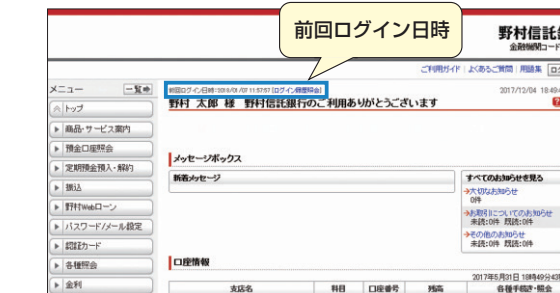 前回ログイン日時
野村信託
金融機関コード
ご利用ガイド | よくあるご質問 | 用語集
メニュー 一覧
前回ログイン日時:2018/01/07 11:57:57 [ログイン履歴照会]
2017/12/04 18:49:
野村 太郎 様 野村信託銀行のご利用ありがとうございます
トップ
商品・サービス案内
預金口座照会
定期預金預入・解約
振込
野村Webローン
パスワード/メール設定
認証カード
各種照会
金利
メッセージボックス
新着メッセージ
すべてのお知らせを見る
大切なお知らせ
0件
お取引についてのお知らせ
未読:0件 既読:0件
その他のお知らせ
未読:0件 既読:0件
口座情報
2017年5月31日 18時49分43
支店名 科目 口座番号 残高 各種手続き・照会